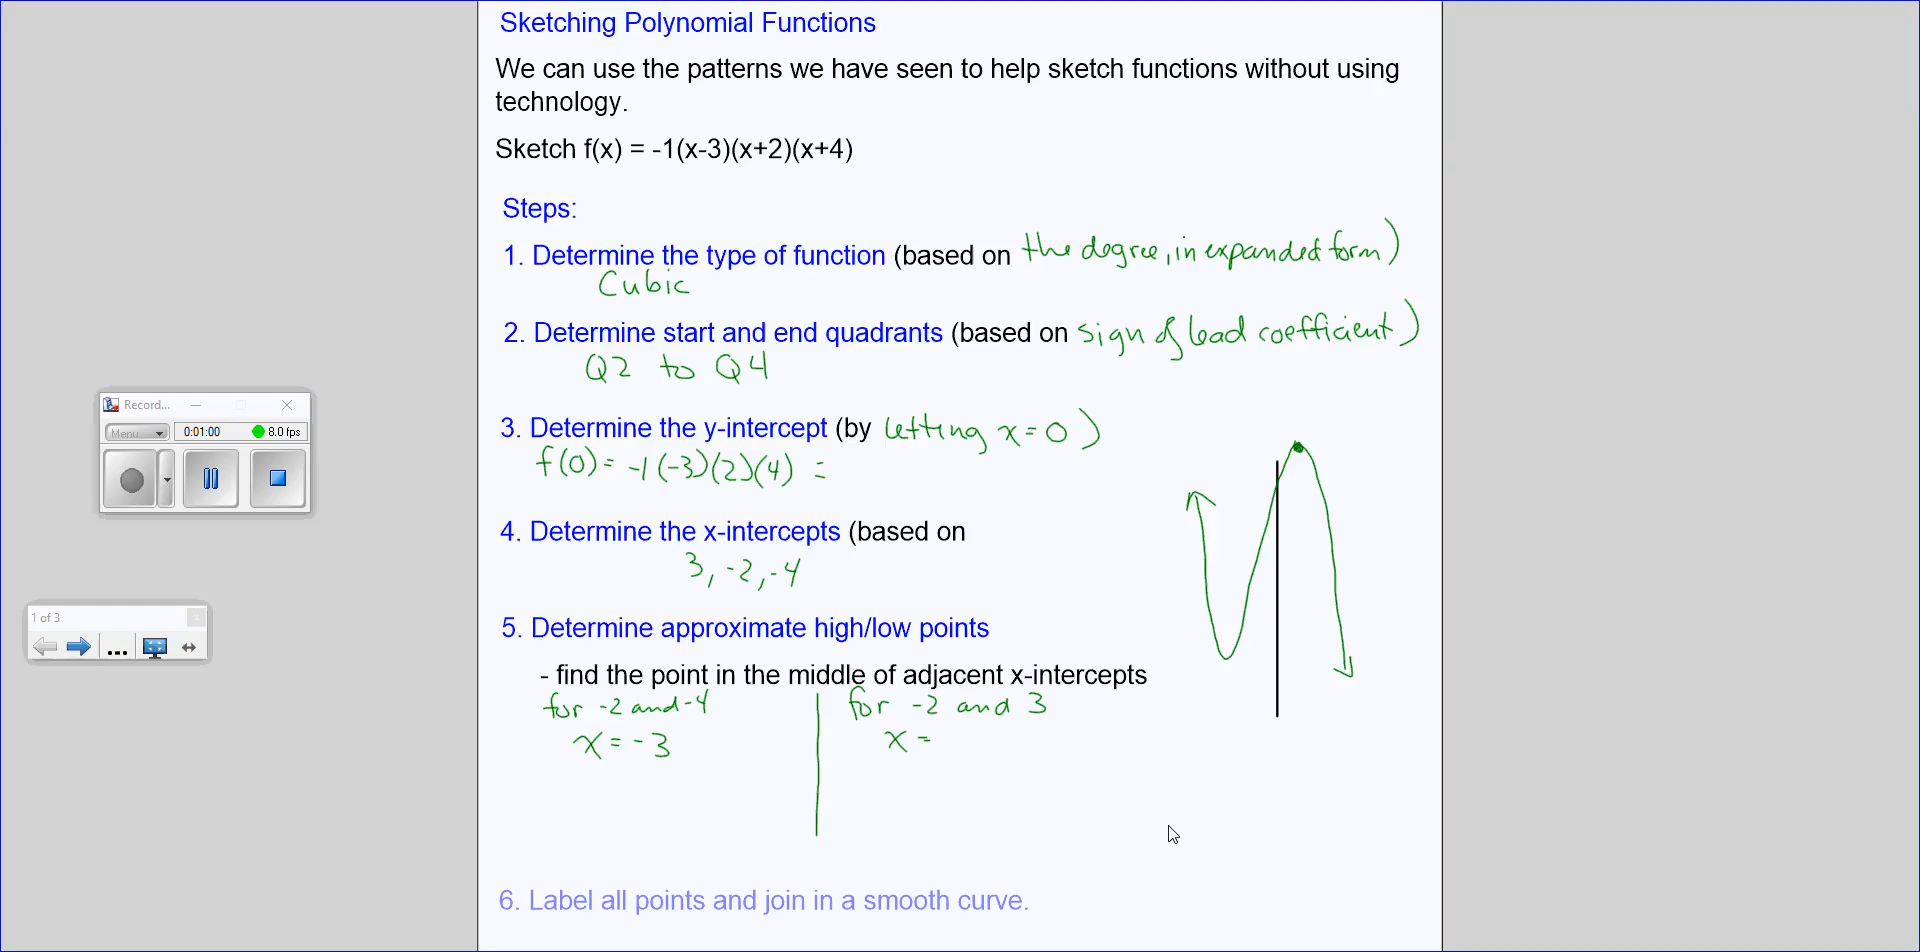 Sketching Polynomial Functions
We can use the patterns we have seen to help sketch functions without using
technology.
Sketch f(x) = -1(x-3)(x+2)(x+4)
Steps:
1. Determine the type of function (based on the degree, in expanded form)
Cubic
2. Determine start and end quadrants (based on sign of lead coefficient)
Q2 to Q4
3. Determine the y-intercept (by letting x=0)
f(0) = -1(-3)(2)(4) =
4. Determine the x-intercepts (based on
3, -2, -4
5. Determine approximate high/low points
- find the point in the middle of adjacent x-intercepts
for -2 and -4
x = -3
for -2 and 3
x =
6. Label all points and join in a smooth curve.
Record...
Menu
0:01:00
8.0 fps
1 of 3
...